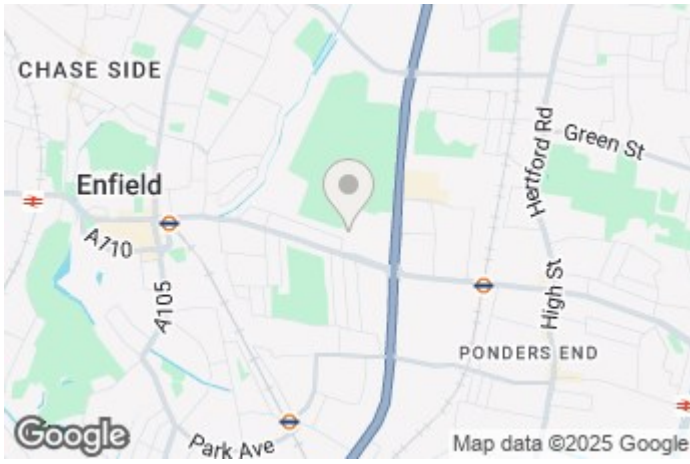 CHASE SIDE
Hertford Rd
Green St
Enfield
A710
A105
High St
PONDERS END
Park Ave
Google
Map data ©2025 Google